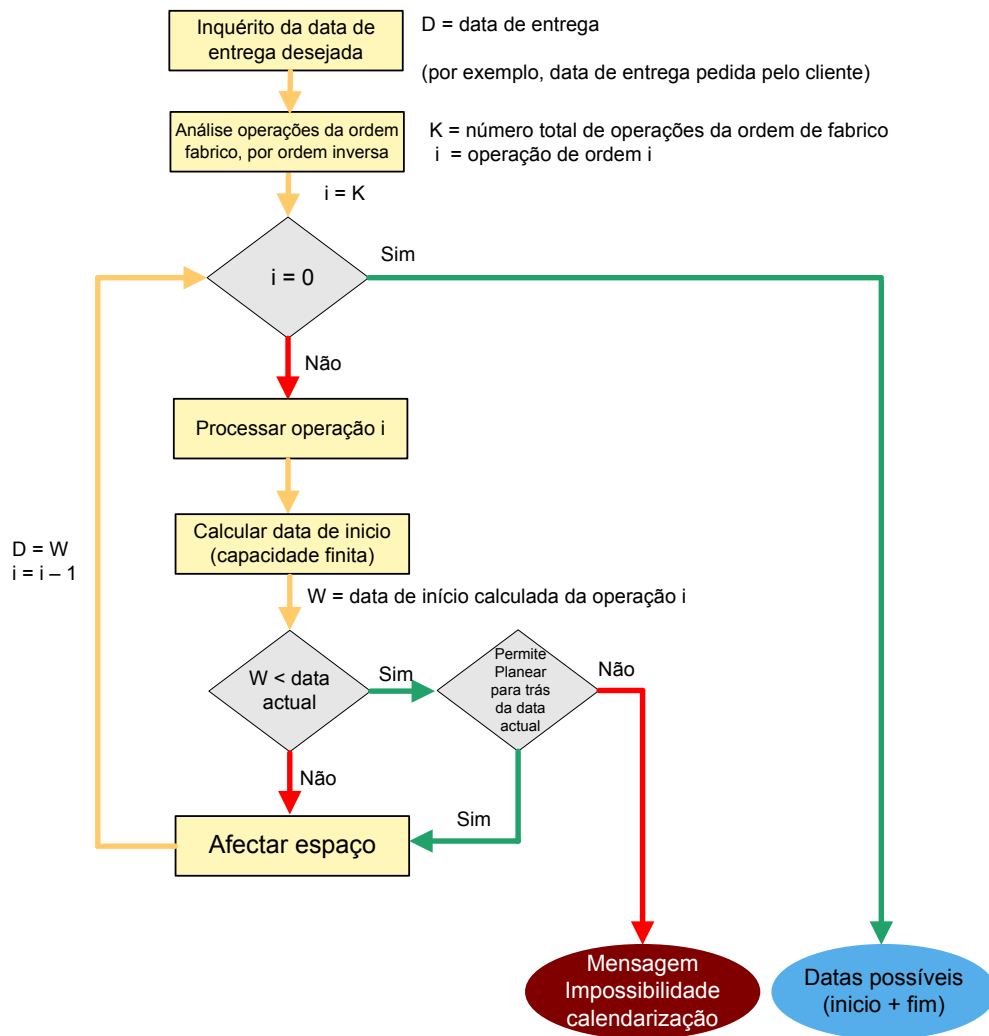 Inquérito da data de
entrega desejada
D = data de entrega
(por exemplo, data de entrega pedida pelo cliente)
Análise operações da ordem
fabrico, por ordem inversa
K = número total de operações da ordem de fabrico
i = operação de ordem i
i = K
i = 0
Sim
Não
Processar operação i
Calcular data de inicio
(capacidade finita)
D = W
i = i – 1
W = data de início calculada da operação i
W < data
actual
Sim
Permite
Planear
para trás
da data
actual
Não
Não
Sim
Afectar espaço
Mensagem
Impossibilidade
calendarização
Datas possíveis
(inicio + fim)